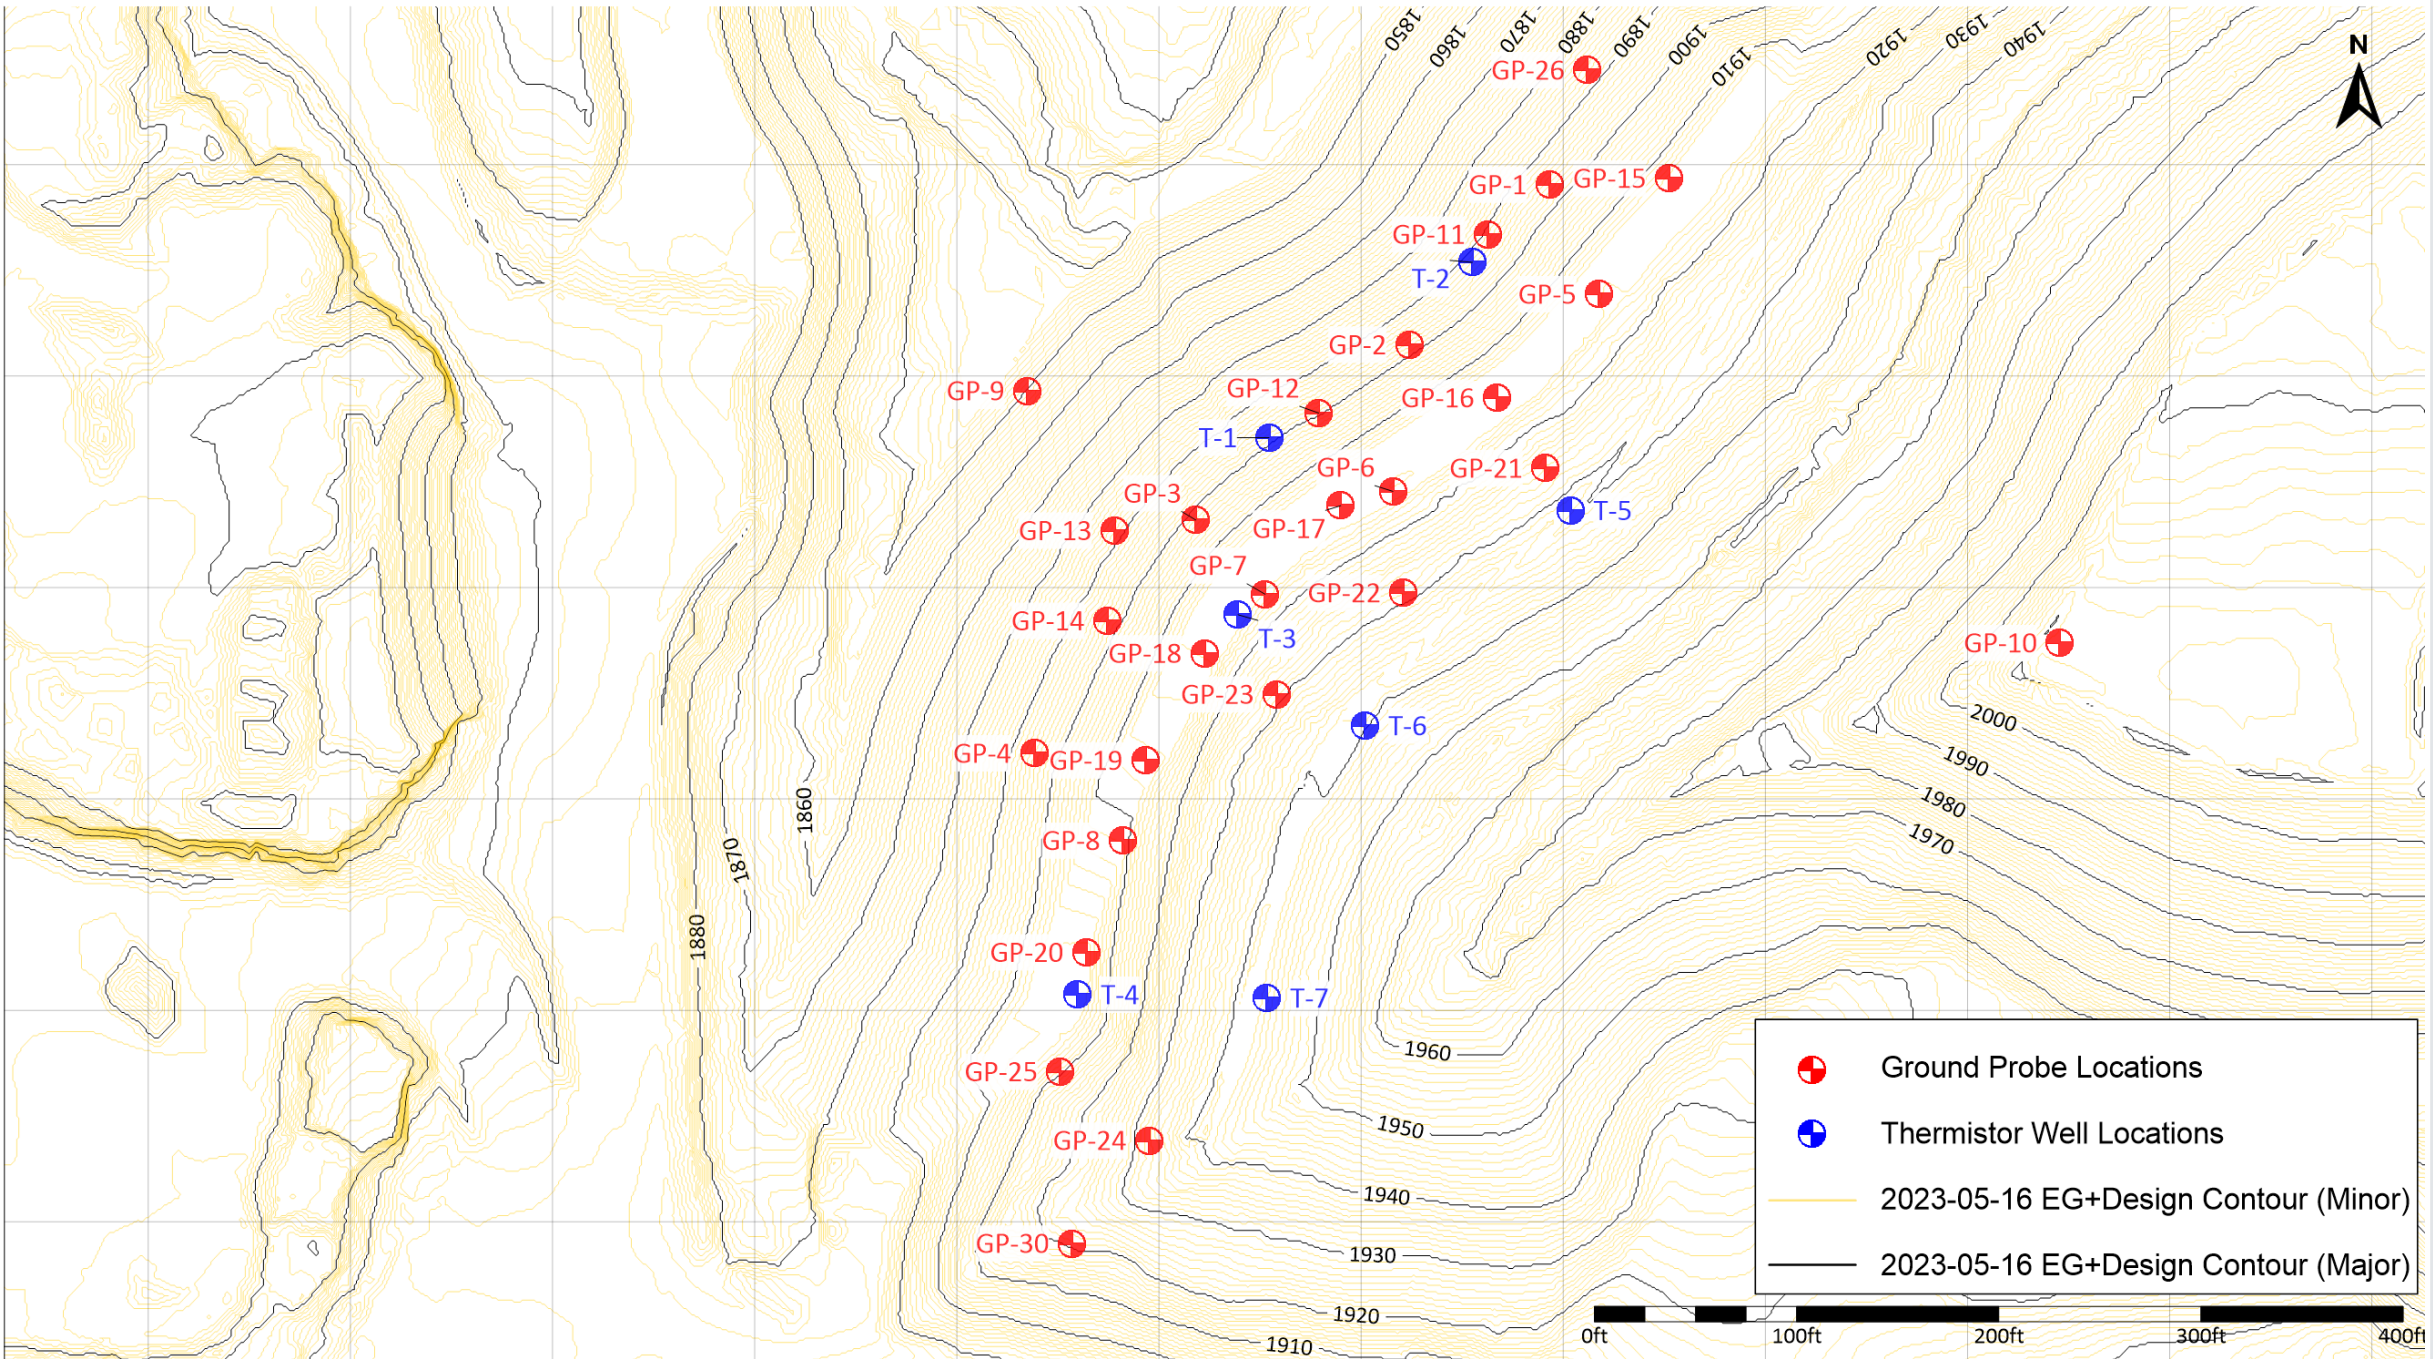 1850
1860
1870
1880
1890
1900
1910
1920
1930
1940
N
GP-26
GP-1
GP-15
GP-11
T-2
GP-5
GP-2
GP-9
GP-12
GP-16
T-1
GP-6
GP-21
GP-3
T-5
GP-13
GP-17
GP-7
GP-22
GP-14
T-3
GP-18
GP-10
GP-23
T-6
2000
GP-4
GP-19
1990
1860
1980
GP-8
1970
1870
1880
GP-20
T-4
T-7
1960
GP-25
1950
GP-24
1940
GP-30
1930
1920
1910
Ground Probe Locations
Thermistor Well Locations
2023-05-16 EG+Design Contour (Minor)
2023-05-16 EG+Design Contour (Major)
0ft 100ft 200ft 300ft 400ft